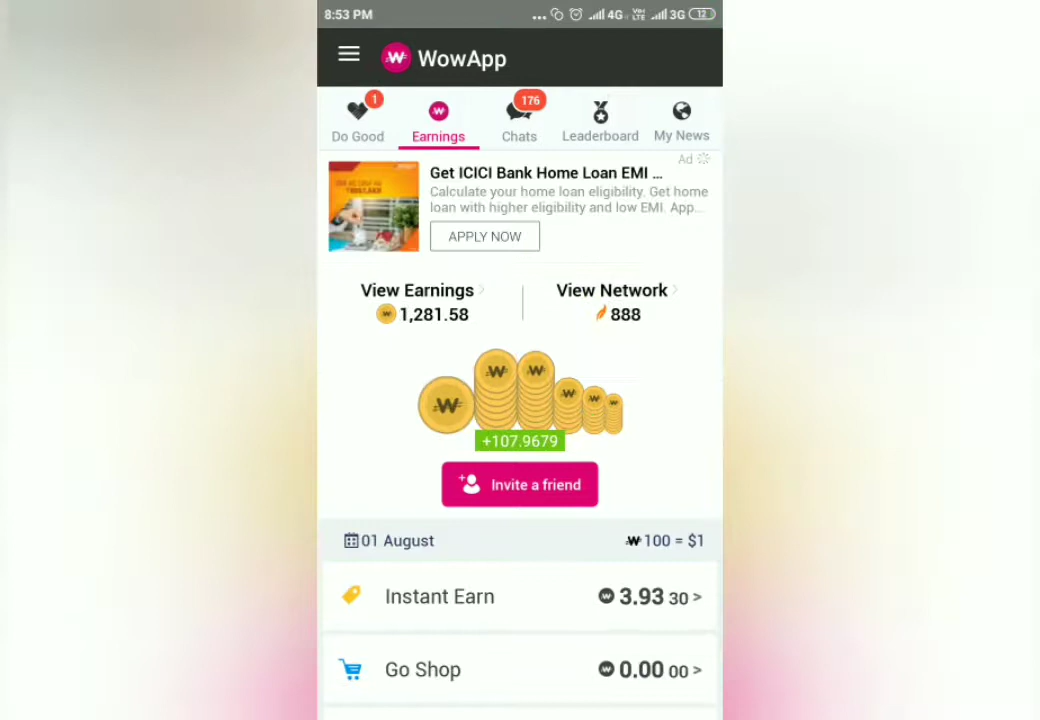 8:53 PM ... 4G Vo) LTE 3G 12
WowApp
1 176
Do Good Earnings Chats Leaderboard My News
Ad
Get ICICI Bank Home Loan EMI ...
Calculate your home loan eligibility. Get home
loan with higher eligibility and low EMI. App...
APPLY NOW
View Earnings View Network
1,281.58 888
+107.9679
Invite a friend
01 August W 100 = $1
Instant Earn W 3.93 30 >
Go Shop W 0.00 00 >